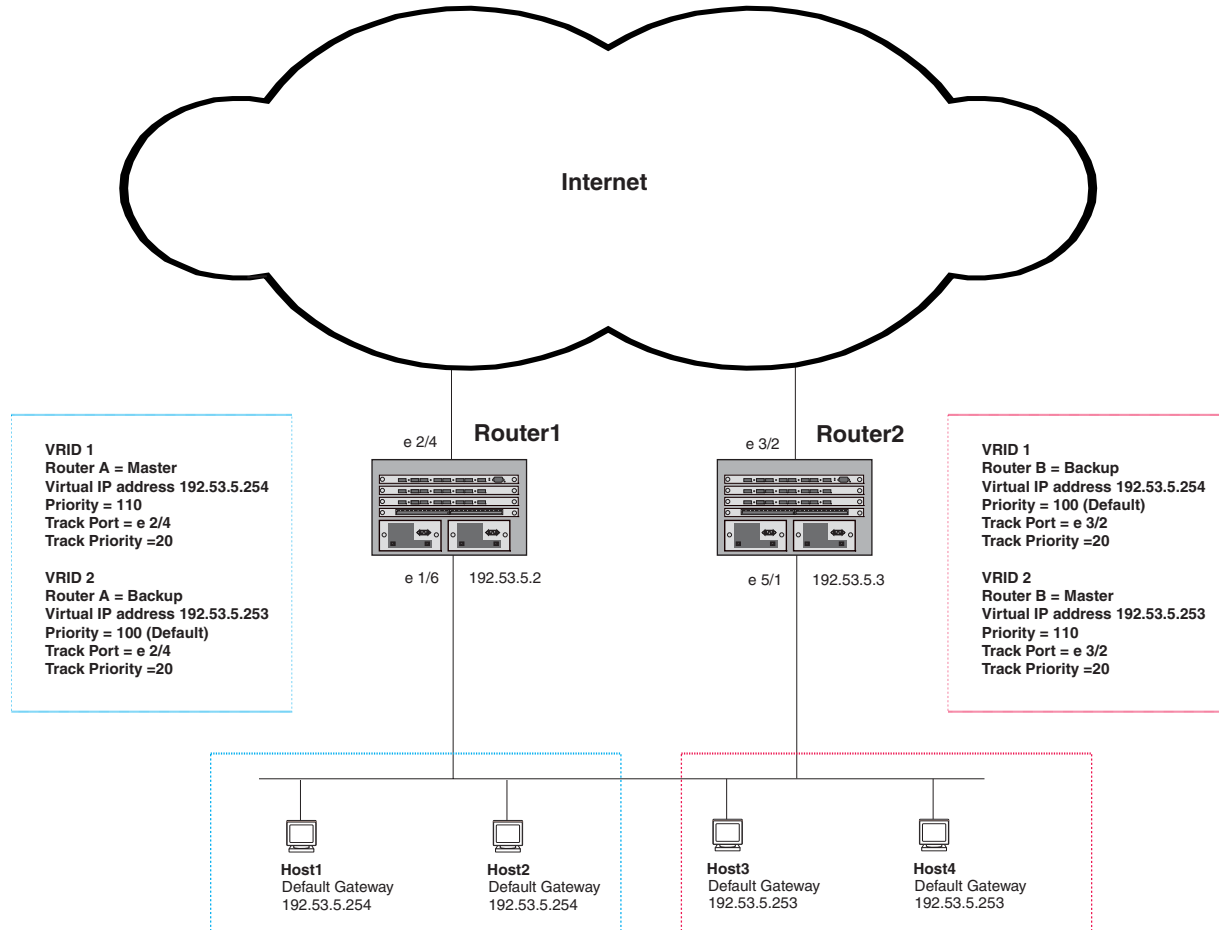 Internet
Router1
e 2/4
Router2
e 3/2
VRID 1
Router A = Master
Virtual IP address 192.53.5.254
Priority = 110
Track Port = e 2/4
Track Priority =20
VRID 2
Router A = Backup
Virtual IP address 192.53.5.253
Priority = 100 (Default)
Track Port = e 2/4
Track Priority =20
VRID 1
Router B = Backup
Virtual IP address 192.53.5.254
Priority = 100 (Default)
Track Port = e 3/2
Track Priority =20
VRID 2
Router B = Master
Virtual IP address 192.53.5.253
Priority = 110
Track Port = e 3/2
Track Priority =20
e 1/6
192.53.5.2
e 5/1
192.53.5.3
Host1
Default Gateway
192.53.5.254
Host2
Default Gateway
192.53.5.254
Host3
Default Gateway
192.53.5.253
Host4
Default Gateway
192.53.5.253